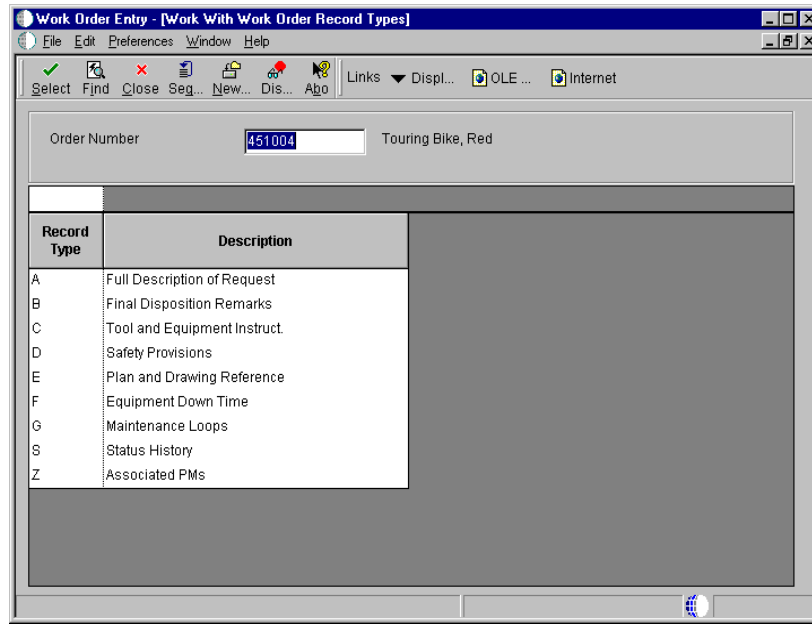 Work Order Entry - [Work With Work Order Record Types]
File Edit Preferences Window Help
Select Find Close Seq... New... Dis... Abo Links Displ... OLE ... Internet
Order Number 451004 Touring Bike, Red
Record Type Description
A Full Description of Request
B Final Disposition Remarks
C Tool and Equipment Instruct.
D Safety Provisions
E Plan and Drawing Reference
F Equipment Down Time
G Maintenance Loops
S Status History
Z Associated PMs